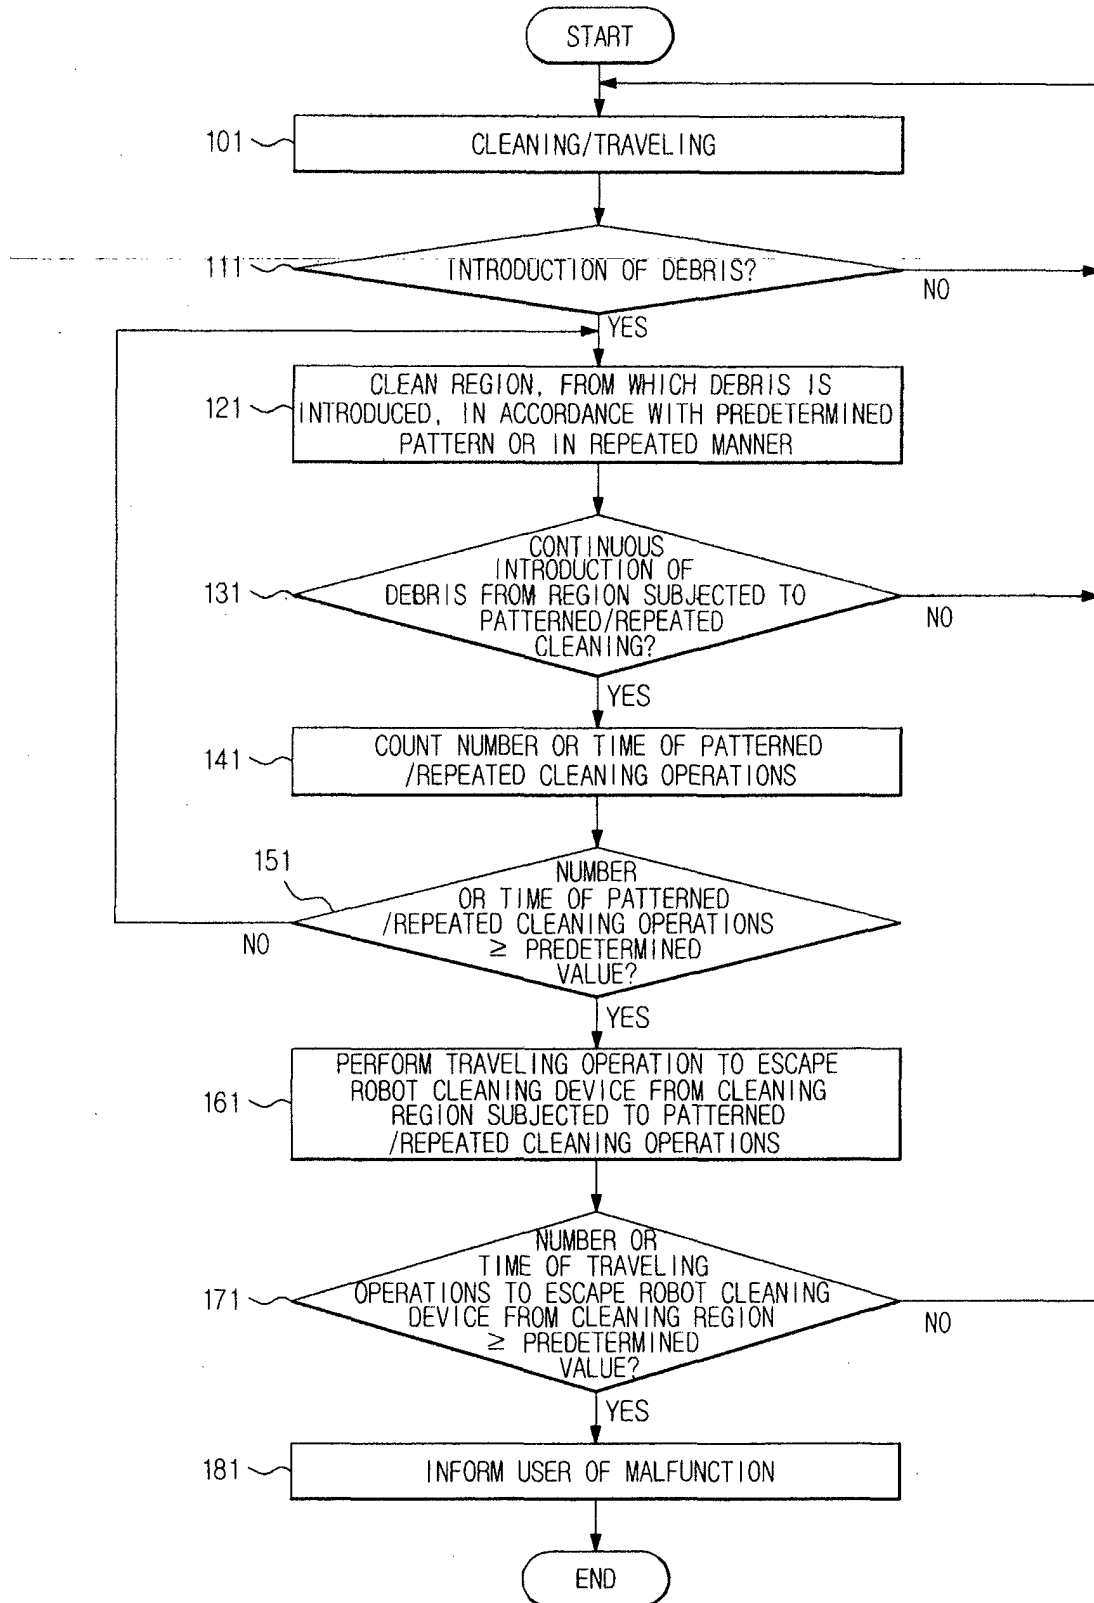 START
101
CLEANING/TRAVELING
111
INTRODUCTION OF DEBRIS?
NO
YES
121
CLEAN REGION, FROM WHICH DEBRIS IS
INTRODUCED, IN ACCORDANCE WITH PREDETERMINED
PATTERN OR IN REPEATED MANNER
131
CONTINUOUS
INTRODUCTION OF
DEBRIS FROM REGION SUBJECTED TO
PATTERNED/REPEATED
CLEANING?
NO
YES
141
COUNT NUMBER OR TIME OF PATTERNED
/REPEATED CLEANING OPERATIONS
151
NUMBER
OR TIME OF PATTERNED
/REPEATED CLEANING OPERATIONS
≥ PREDETERMINED
VALUE?
NO
YES
161
PERFORM TRAVELING OPERATION TO ESCAPE
ROBOT CLEANING DEVICE FROM CLEANING
REGION SUBJECTED TO PATTERNED
/REPEATED CLEANING OPERATIONS
171
NUMBER OR
TIME OF TRAVELING
OPERATIONS TO ESCAPE ROBOT CLEANING
DEVICE FROM CLEANING REGION
≥ PREDETERMINED
VALUE?
NO
YES
181
INFORM USER OF MALFUNCTION
END